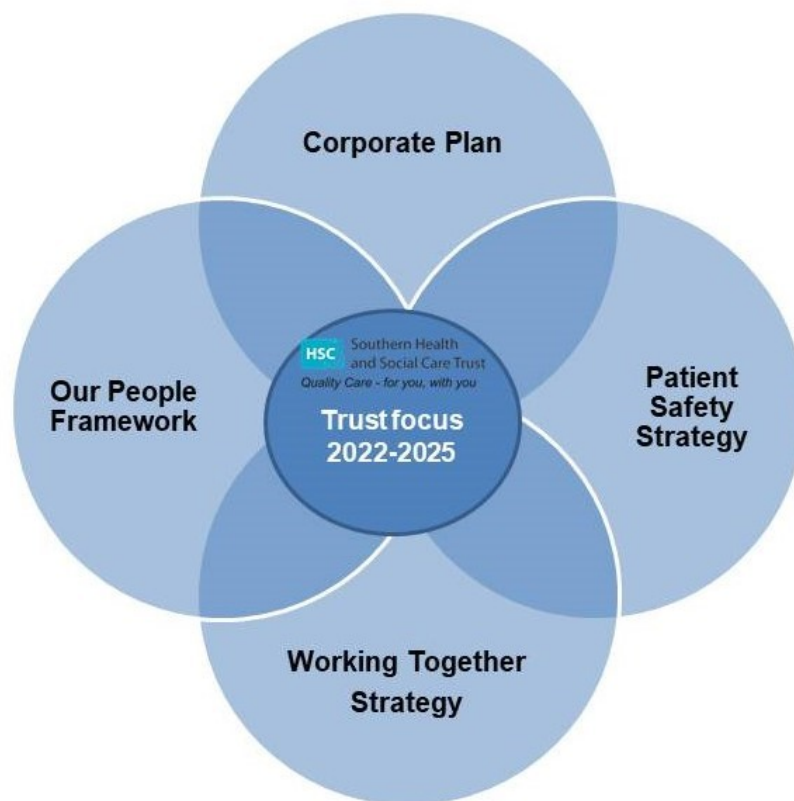 Corporate Plan
Our People
Framework
HSC
Southern Health
and Social Care Trust
Quality Care - for you, with you
Trust focus
2022-2025
Patient
Safety
Strategy
Working Together
Strategy